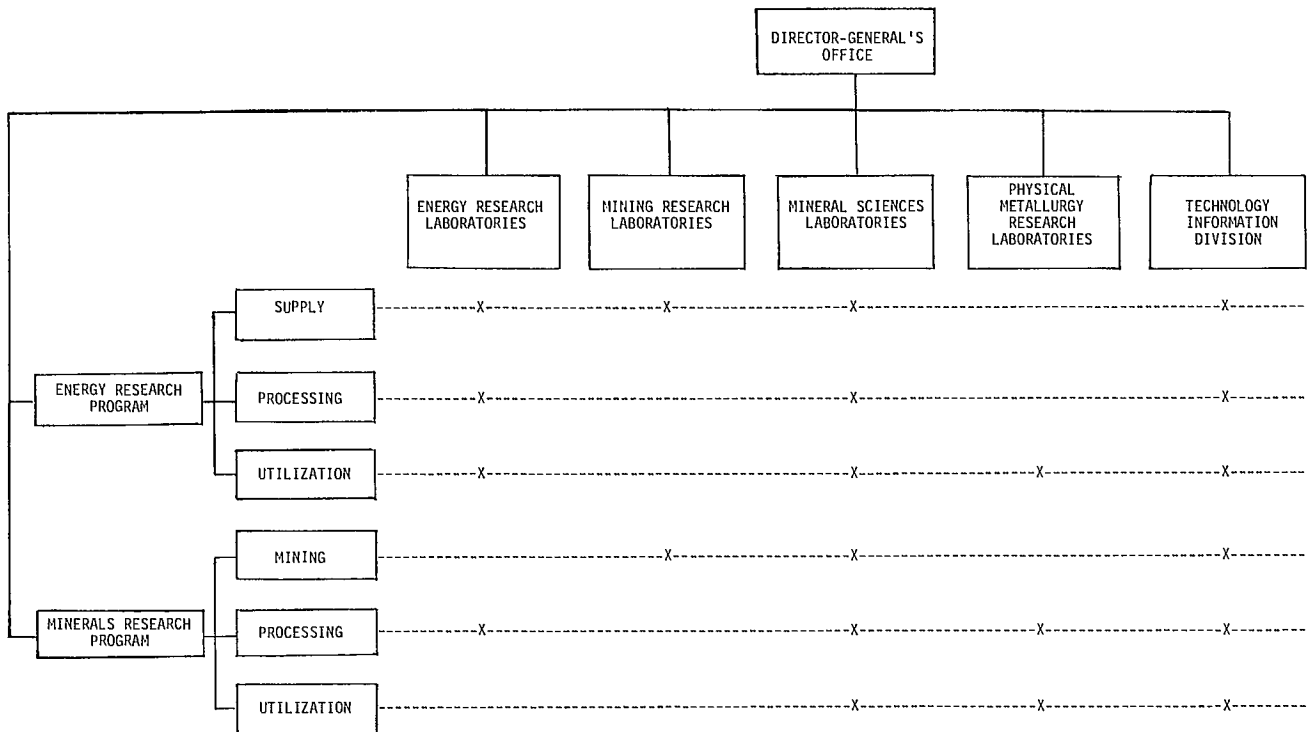 DIRECTOR-GENERAL'S
OFFICE
ENERGY RESEARCH
LABORATORIES
MINING RESEARCH
LABORATORIES
MINERAL SCIENCES
LABORATORIES
PHYSICAL
METALLURGY
RESEARCH
LABORATORIES
TECHNOLOGY
INFORMATION
DIVISION
ENERGY RESEARCH
PROGRAM
SUPPLY X X X X
PROCESSING X X X
UTILIZATION X X X X
MINERALS RESEARCH
PROGRAM
MINING X X X
PROCESSING X X X X
UTILIZATION X X X